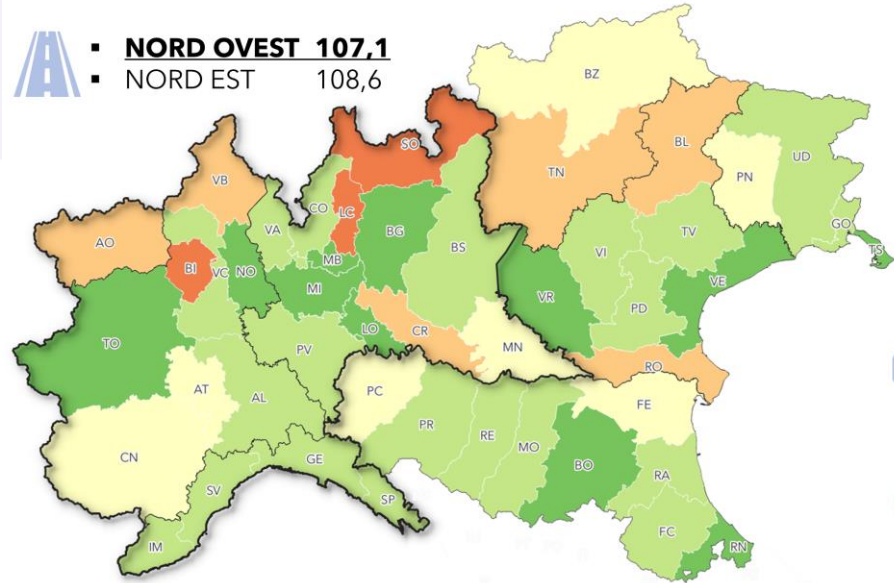 ▪ NORD OVEST 107,1
▪ NORD EST 108,6
BZ
SO
VB
TN
BL
PN
UD
CO
LC
AO
VA
BG
BS
VI
TV
GO
BI
VC
NO
MB
TS
MI
VR
PD
VE
TO
LO
CR
MN
RO
PV
AT
AL
PC
FE
CN
PR
RE
MO
BO
RA
GE
SV
SP
FC
IM
RN